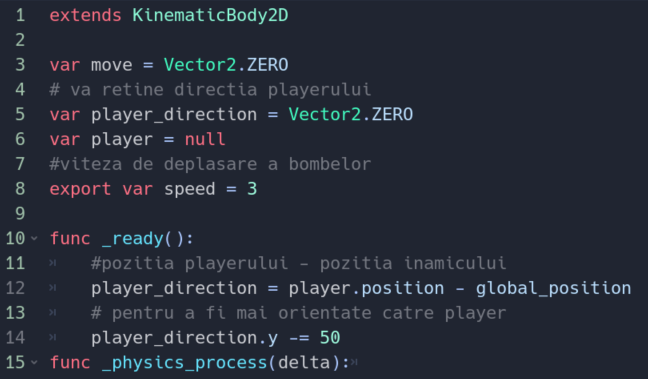 1 extends KinematicBody2D
2
3 var move = Vector2.ZERO
4 # va retine directia playerului
5 var player_direction = Vector2.ZERO
6 var player = null
7 #viteza de deplasare a bombelor
8 export var speed = 3
9
10 func _ready():
11 #pozitia playerului - pozitia inamicului
12 player_direction = player.position - global_position
13 # pentru a fi mai orientate catre player
14 player_direction.y -= 50
15 func _physics_process(delta):